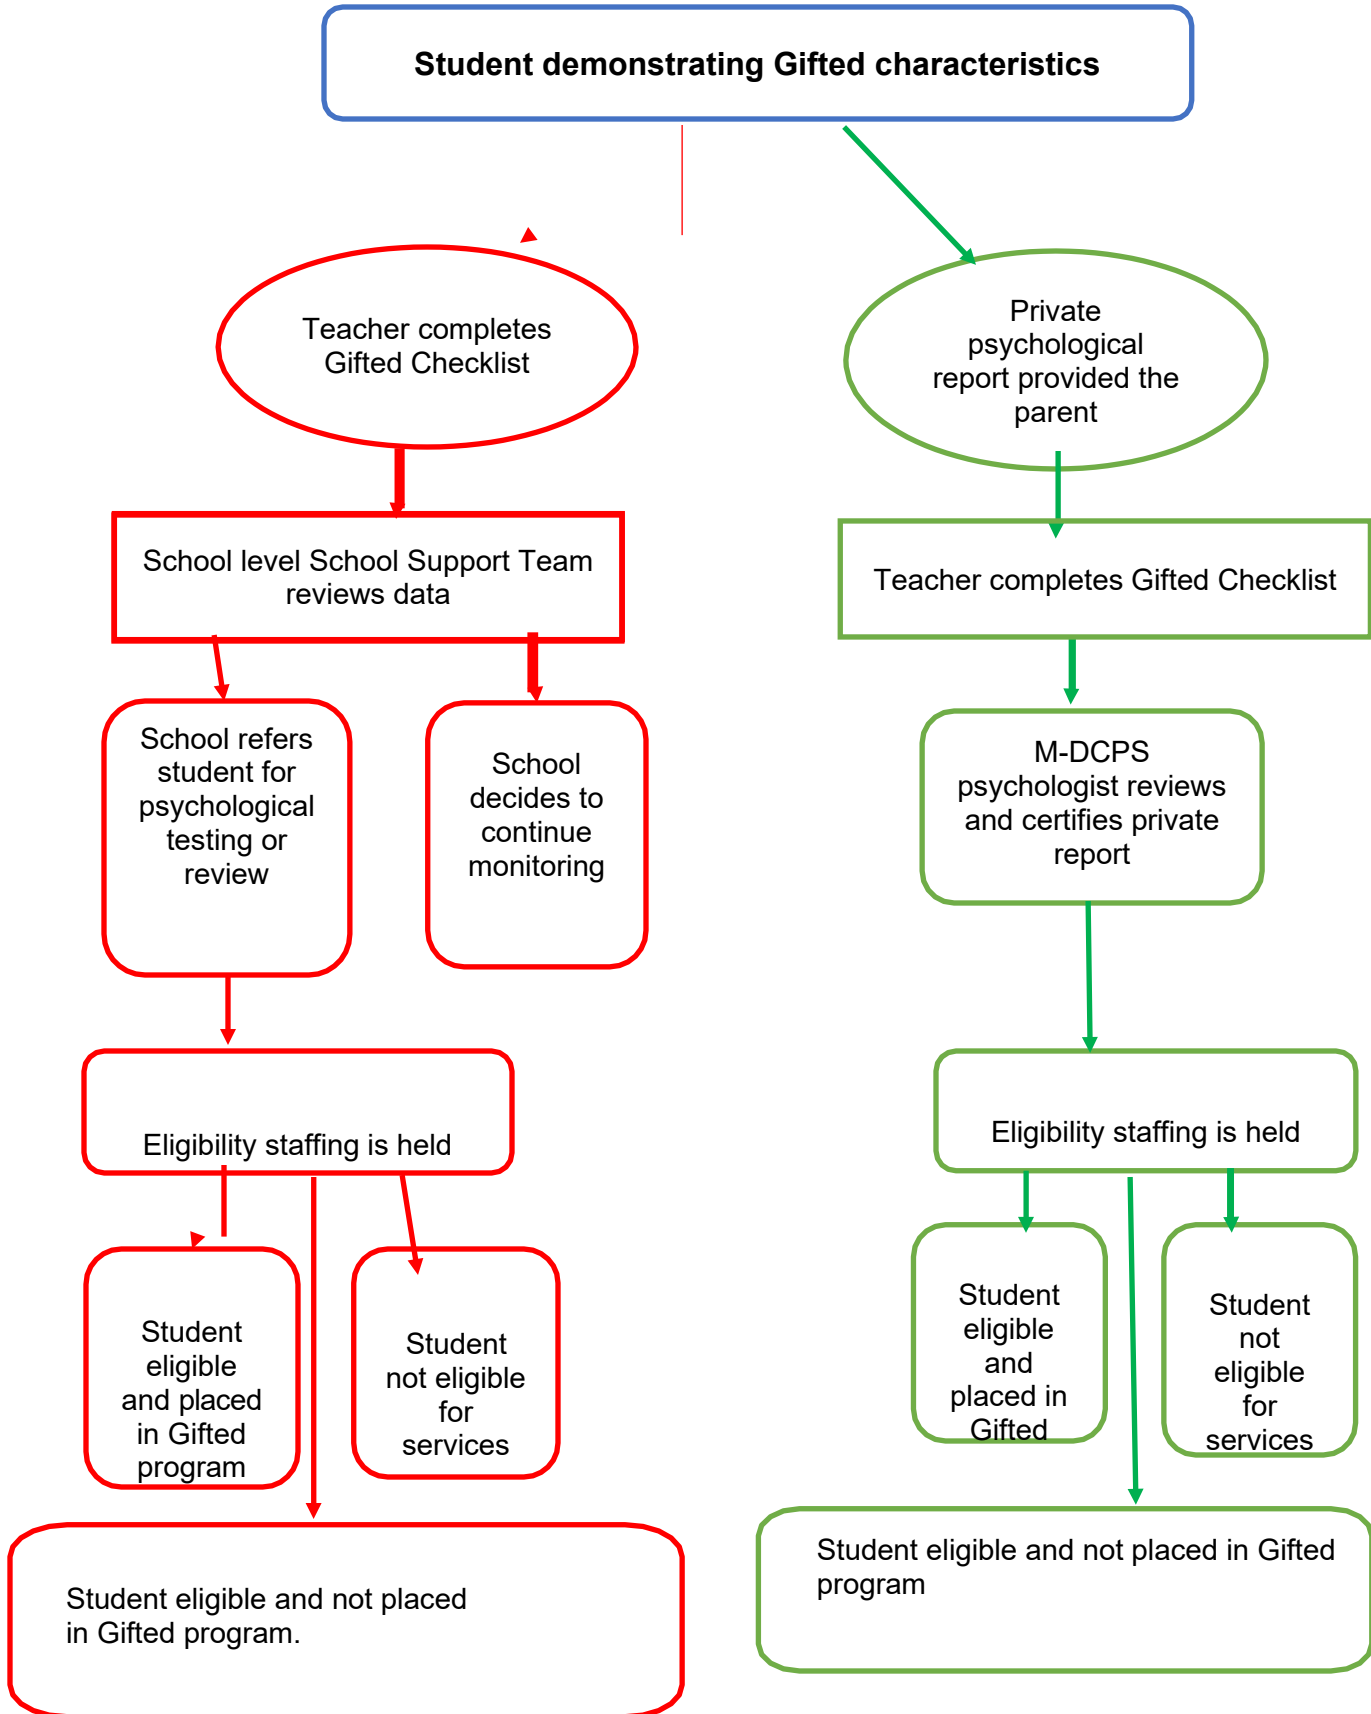 Student demonstrating Gifted characteristics
Teacher completes
Gifted Checklist
Private
psychological
report provided the
parent
School level School Support Team
reviews data
Teacher completes Gifted Checklist
School refers
student for
psychological
testing or
review
School
decides to
continue
monitoring
M-DCPS
psychologist reviews
and certifies private
report
Eligibility staffing is held
Eligibility staffing is held
Student
eligible
and placed
in Gifted
program
Student
not eligible
for
services
Student
eligible
and
placed in
Gifted
Student
not
eligible
for
services
Student eligible and not placed
in Gifted program.
Student eligible and not placed in Gifted
program